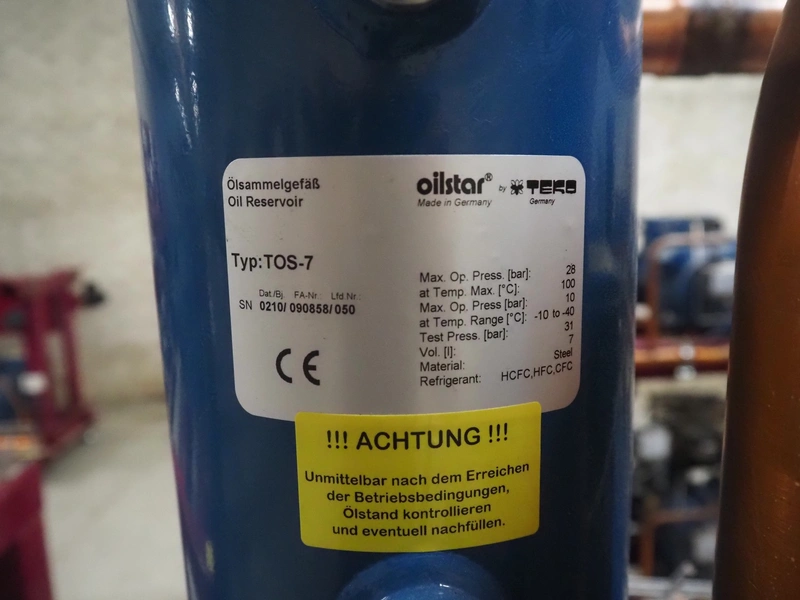 Ölsammelgefäß
Oil Reservoir
oilstar® by TEKO
Made in Germany
Germany
Typ:TOS-7
Dat./Bj. FA-Nr. Lfd Nr.
SN 0210/ 090858/ 050
Max. Op. Press. [bar]: 28
at Temp. Max. [°C]: 100
Max. Op. Press [bar]: 10
at Temp. Range [°C]: -10 to -40
Test Press. [bar]: 31
Vol. [l]: 7
Material: Steel
Refrigerant: HCFC,HFC,CFC
CE
!!! ACHTUNG !!!
Unmittelbar nach dem Erreichen
der Betriebsbedingungen,
Ölstand kontrollieren
und eventuell nachfüllen.